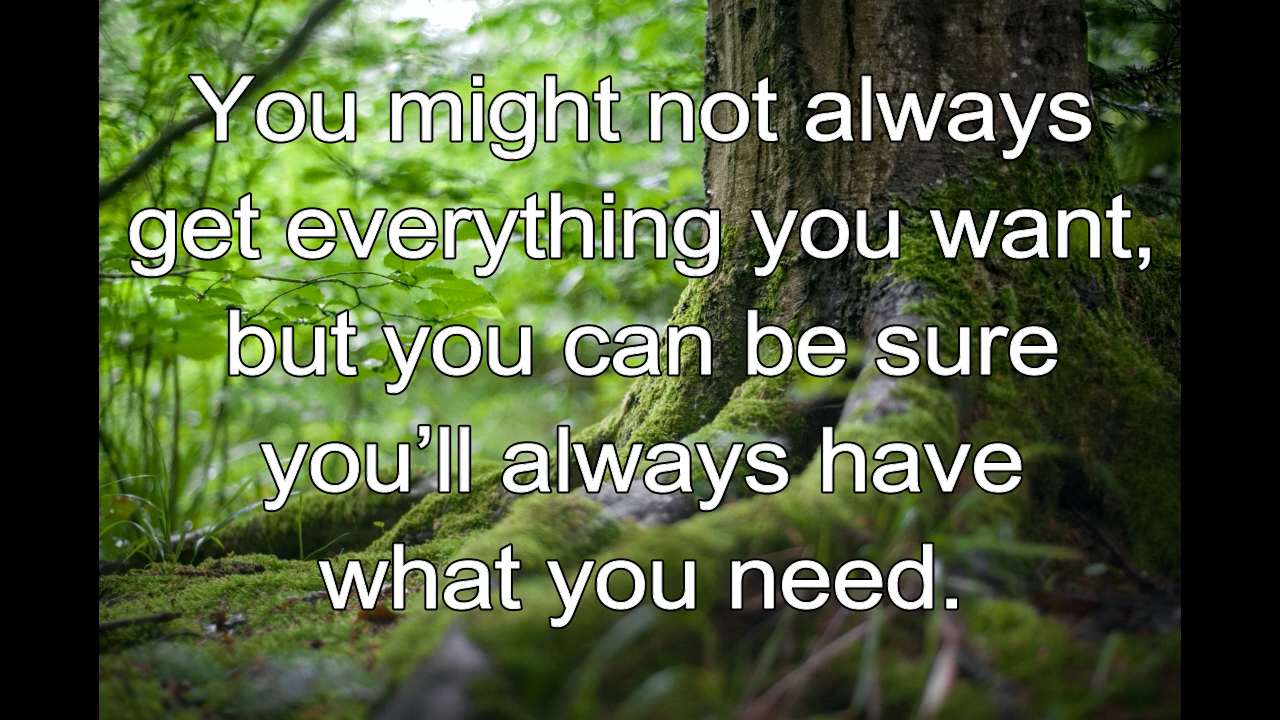 You might not always
get everything you want,
but you can be sure
you’ll always have
what you need.